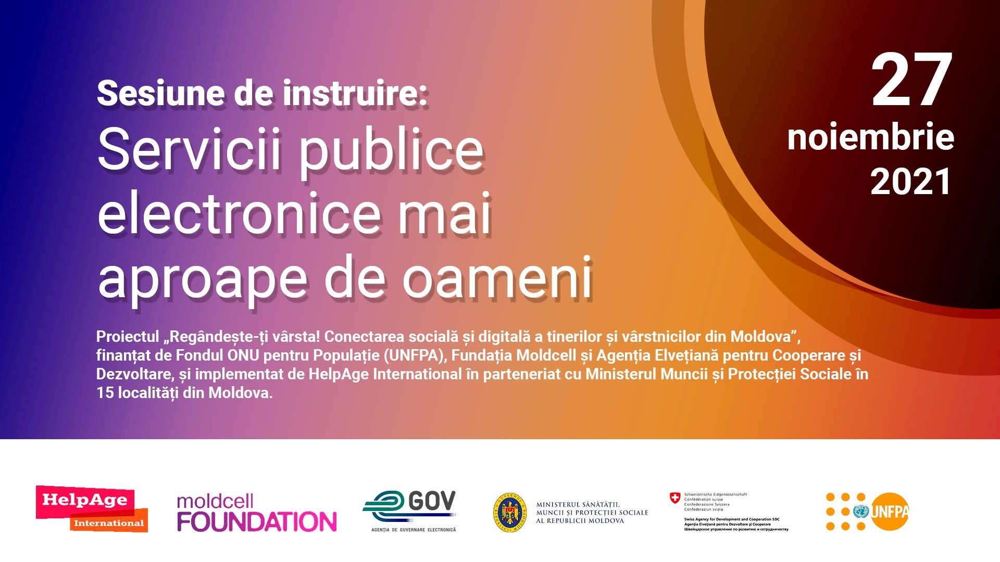 27
noiembrie
2021
Sesiune de instruire:
Servicii publice
electronice mai
aproape de oameni
Proiectul „Regândește-ți vârsta! Conectarea socială și digitală a tinerilor și vârstnicilor din Moldova”,
finanțat de Fondul ONU pentru Populație (UNFPA), Fundația Moldcell și Agenția Elvețiană pentru Cooperare și
Dezvoltare, și implementat de HelpAge International în parteneriat cu Ministerul Muncii și Protecției Sociale în
15 localități din Moldova.
HelpAge
International
moldcell
FOUNDATION
GOV
AGENȚIA DE GUVERNARE ELECTRONICĂ
GUVERNUL REPUBLICII MOLDOVA
MINISTERUL SĂNĂTĂȚII,
MUNCII ȘI PROTECȚIEI SOCIALE
AL REPUBLICII MOLDOVA
Schweizerische Eidgenossenschaft
Confédération suisse
Confederazione Svizzera
Confederaziun svizra
Swiss Agency for Development and Cooperation SDC
Agenția Elvețiană pentru Dezvoltare și Cooperare
Швейцарское управление по развитию и сотрудничеству
UNFPA